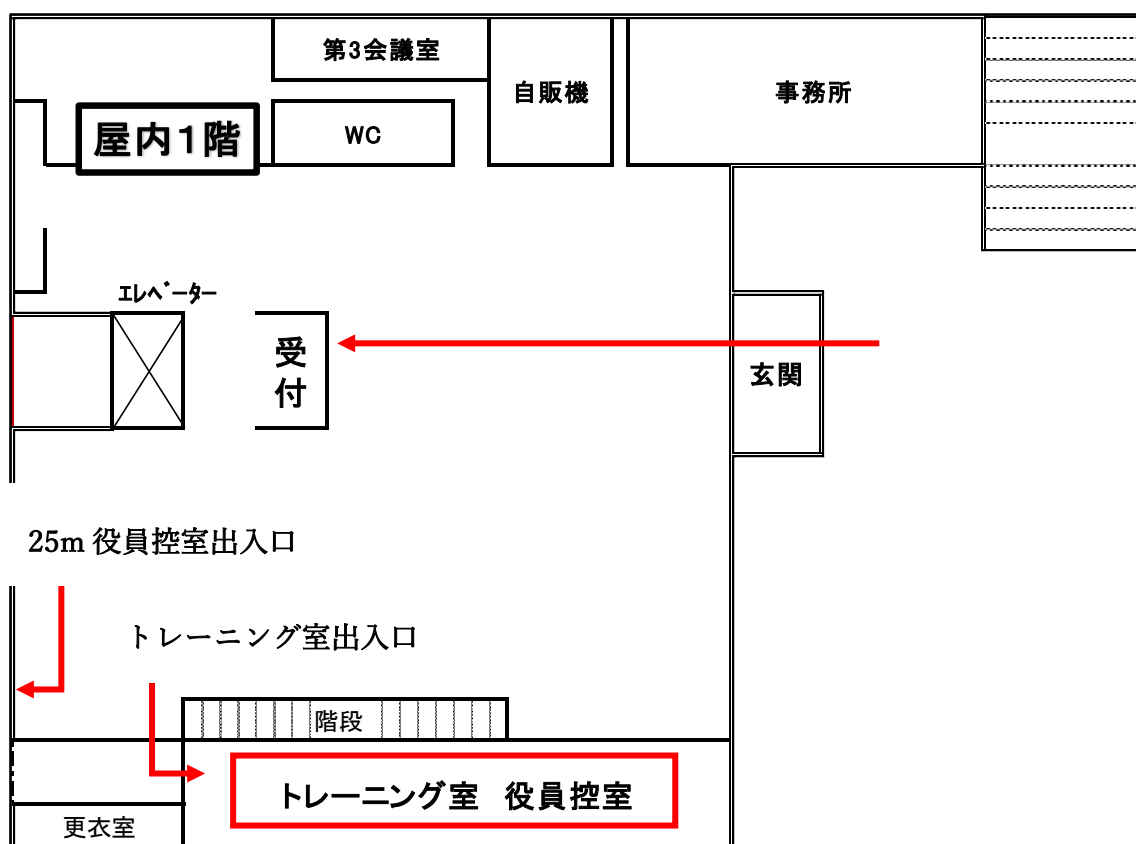 第3会議室
自販機
事務所
屋内1階
WC
エレベーター
受付
玄関
25m 役員控室出入口
トレーニング室出入口
階段
トレーニング室　役員控室
更衣室